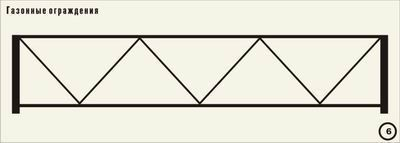 Газонные ограждения
6